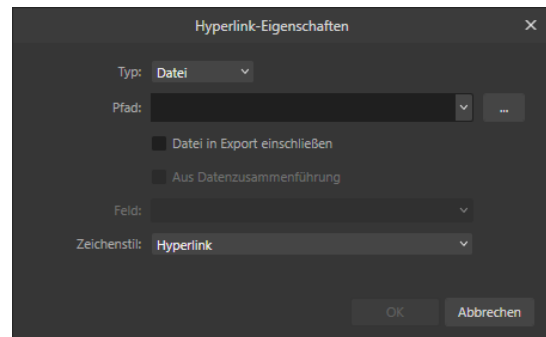 Hyperlink-Eigenschaften
Typ: Datei
Pfad: ...
Datei in Export einschließen
Aus Datenzusammenführung
Feld:
Zeichenstil: Hyperlink
OK Abbrechen